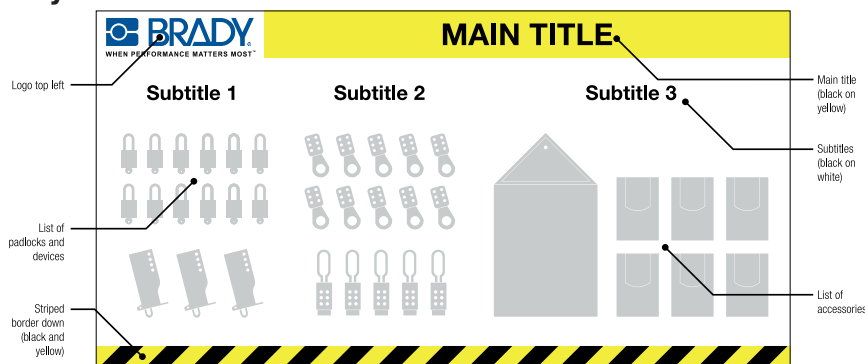 BRADY
WHEN PERFORMANCE MATTERS MOST™
MAIN TITLE
Logo top left
Subtitle 1
Subtitle 2
Subtitle 3
Main title
(black on
yellow)
Subtitles
(black on
white)
List of
padlocks and
devices
Striped
border down
(black and
yellow)
List of
accessories